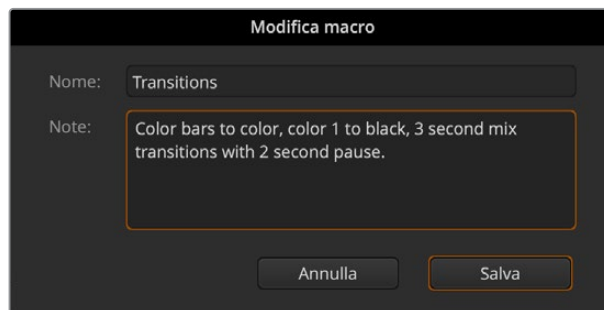 Modifica macro
Nome: Transitions
Note: Color bars to color, color 1 to black, 3 second mix
transitions with 2 second pause.
Annulla Salva